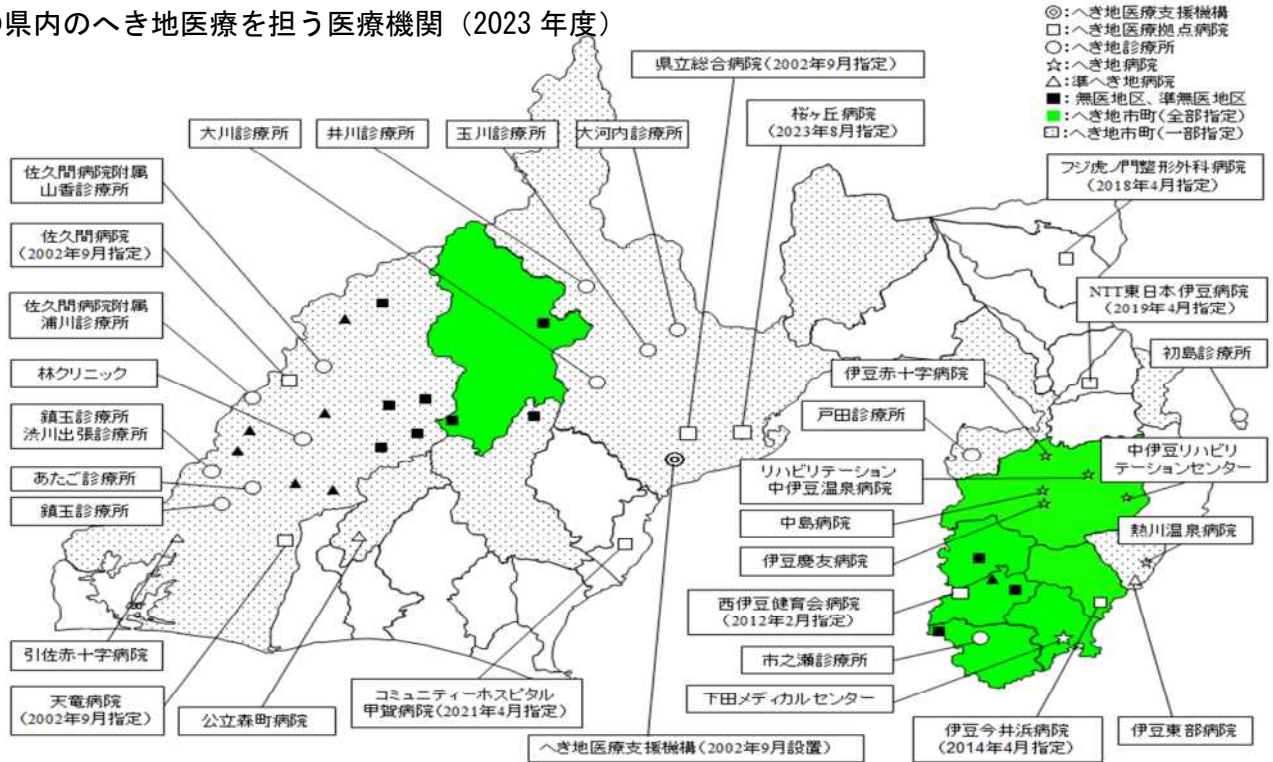 県内のへき地医療を担う医療機関（2023 年度）
◎：へき地医療支援機構
□：へき地医療拠点病院
○：へき地診療所
☆：へき地病院
△：準へき地病院
■：無医地区、準無医地区
：へき地市町(全部指定)
：へき地市町(一部指定)
県立総合病院(2002年9月指定)
桜ヶ丘病院
(2023年8月指定)
大川診療所
井川診療所
玉川診療所
大河内診療所
フジ虎ノ門整形外科病院
(2018年4月指定)
佐久間病院附属
山香診療所
佐久間病院
(2002年9月指定)
佐久間病院附属
浦川診療所
林クリニック
鎮玉診療所
渋川出張診療所
あたご診療所
鎮玉診療所
NTT東日本伊豆病院
(2019年4月指定)
初島診療所
伊豆赤十字病院
戸田診療所
中伊豆リハビリ
テーションセンター
リハビリテーション
中伊豆温泉病院
中島病院
熱川温泉病院
伊豆慶友病院
西伊豆健育会病院
(2012年2月指定)
市之瀬診療所
下田メディカルセンター
引佐赤十字病院
天竜病院
(2002年9月指定)
公立森町病院
コミュニティーホスピタル
甲賀病院(2021年4月指定)
へき地医療支援機構(2002年9月設置)
伊豆今井浜病院
(2014年4月指定)
伊豆東部病院